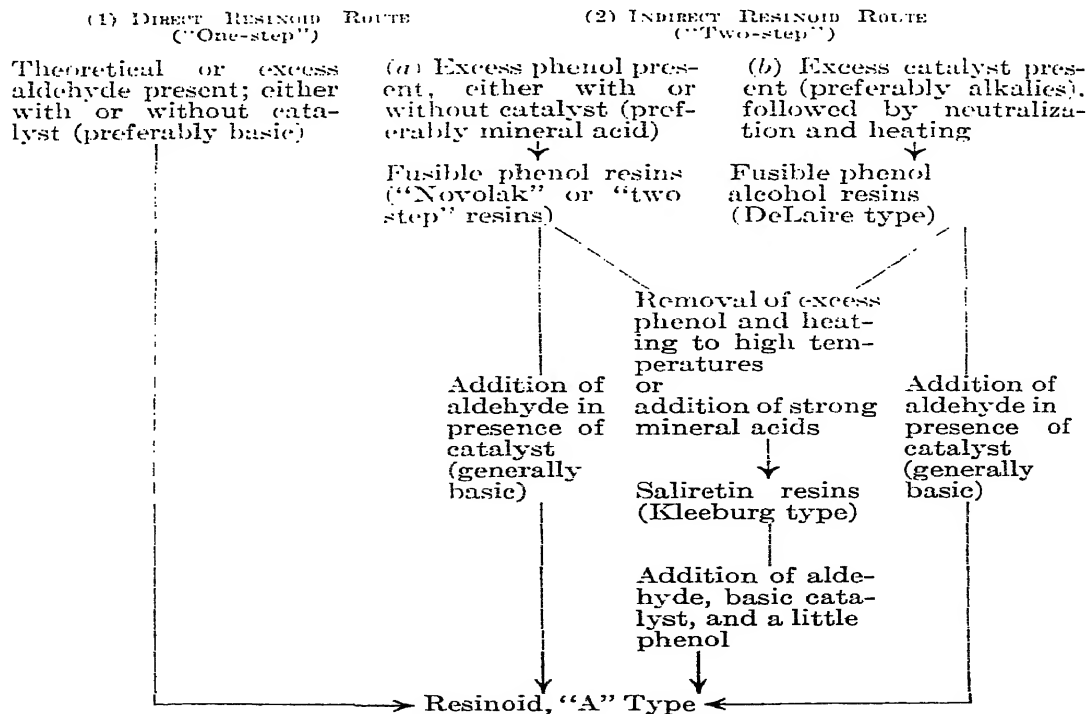 (1) DIRECT RESINOID ROUTE
("One-step")
(2) INDIRECT RESINOID ROUTE
("Two-step")
Theoretical or excess
aldehyde present; either
with or without cata-
lyst (preferably basic)
(a) Excess phenol pres-
ent, either with or
without catalyst (pref-
erably mineral acid)
(b) Excess catalyst pres-
ent (preferably alkalies),
followed by neutraliza-
tion and heating
Fusible phenol resins
("Novolak" or "two
step" resins)
Fusible phenol
alcohol resins
(DeLaire type)
Removal of excess
phenol and heat-
ing to high tem-
peratures
or
addition of strong
mineral acids
Addition of
aldehyde in
presence of
catalyst
(generally
basic)
Addition of
aldehyde in
presence of
catalyst
(generally
basic)
Saliretin resins
(Kleeburg type)
Addition of alde-
hyde, basic cata-
lyst, and a little
phenol
Resinoid, "A" Type